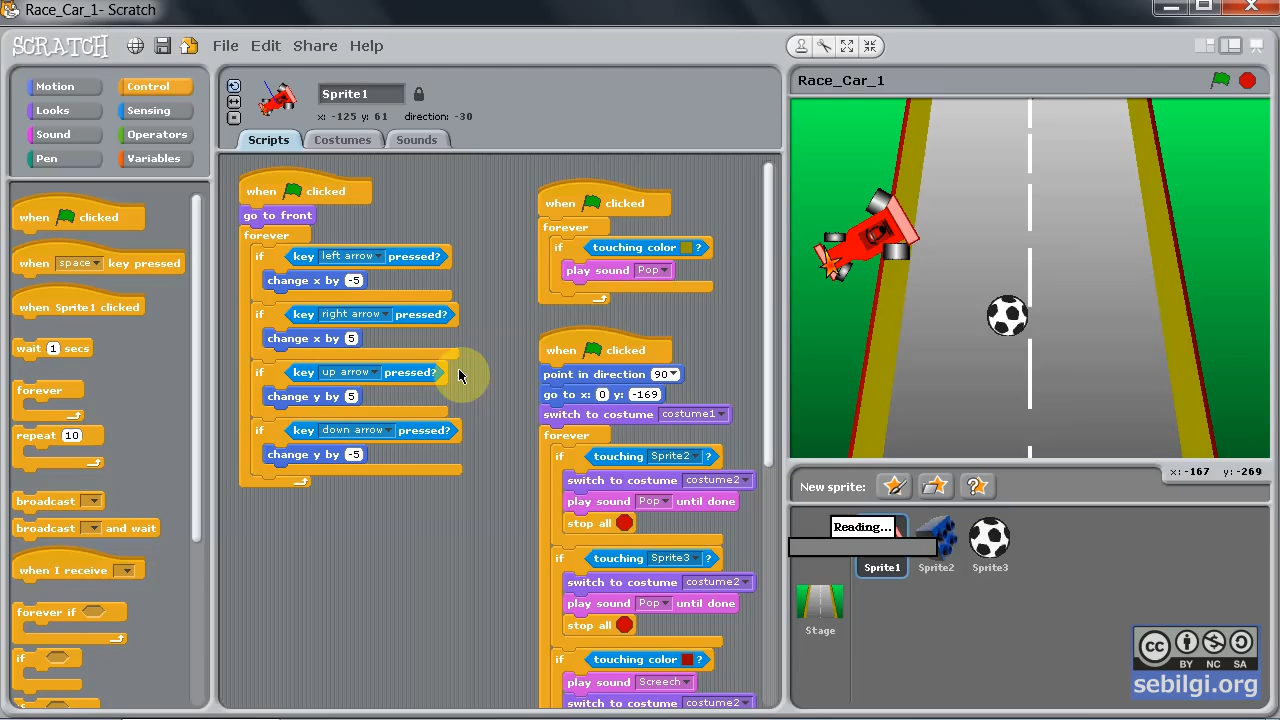 Race_Car_1- Scratch
SCRATCH
File Edit Share Help
Motion Control
Looks Sensing
Sound Operators
Pen Variables
when clicked
when space key pressed
when Sprite1 clicked
wait 1 secs
forever
repeat 10
broadcast
broadcast and wait
when I receive
forever if
if
Sprite1
x: -125 y: 61 direction: -30
Scripts Costumes Sounds
when clicked
go to front
forever
if key left arrow pressed?
change x by -5
if key right arrow pressed?
change x by 5
if key up arrow pressed?
change y by 5
if key down arrow pressed?
change y by -5
when clicked
forever
if touching color ?
play sound Pop
when clicked
point in direction 90
go to x: 0 y: -169
switch to costume costume1
forever
if touching Sprite2 ?
switch to costume costume2
play sound Pop until done
stop all
if touching Sprite3 ?
switch to costume costume2
play sound Pop until done
stop all
if touching color ?
play sound Screech
switch to costume costume2
Race_Car_1
x: -167 y: -269
New sprite:
Reading...
Sprite1 Sprite2 Sprite3
Stage
cc BY NC SA
sebilgi.org